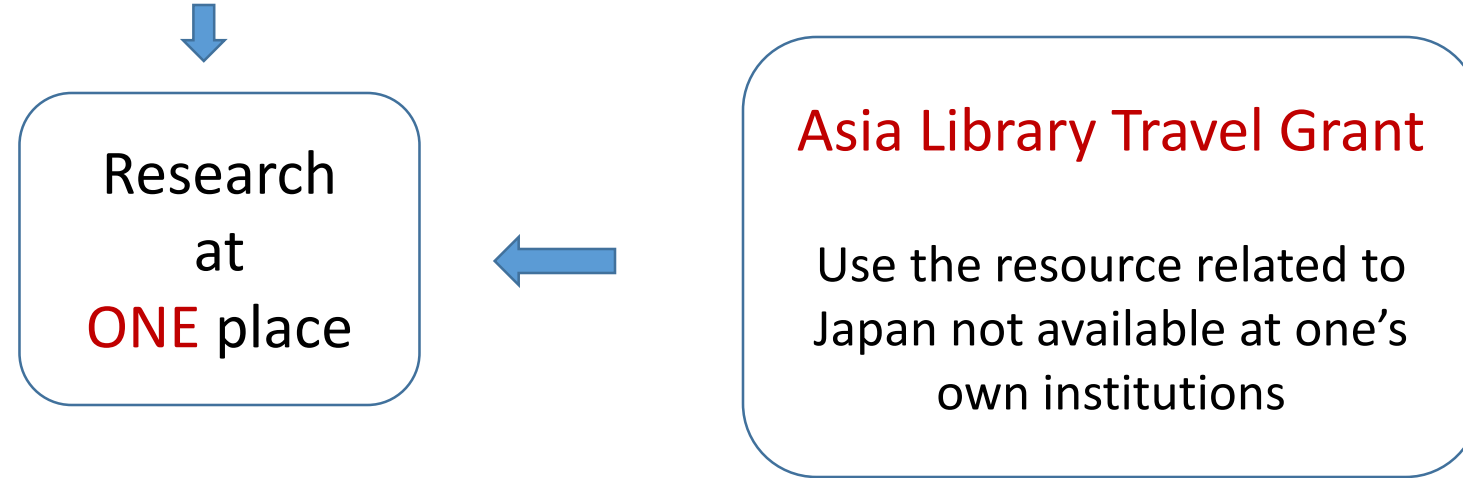 Research
at
ONE place
Asia Library Travel Grant
Use the resource related to
Japan not available at one’s
own institutions